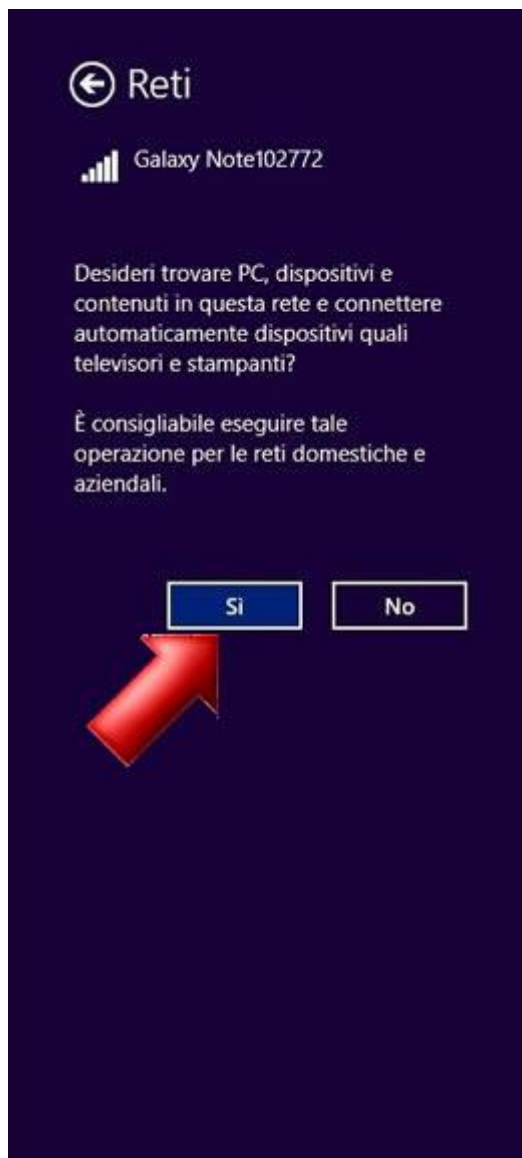 Reti
Galaxy Note102772
Desideri trovare PC, dispositivi e
contenuti in questa rete e connettere
automaticamente dispositivi quali
televisori e stampanti?
È consigliabile eseguire tale
operazione per le reti domestiche e
aziendali.
Sì
No